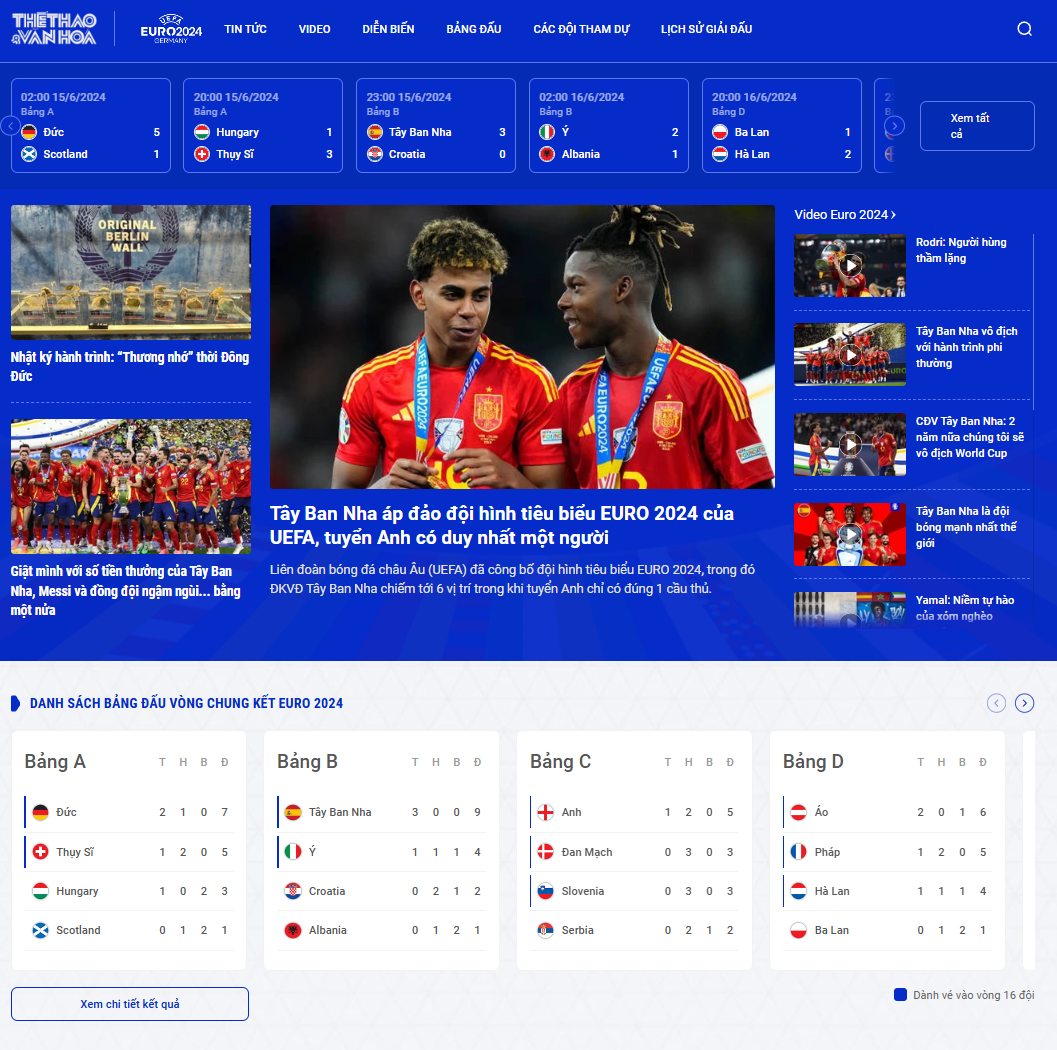 THỂ THAO
& VĂN HÓA
UEFA
EURO2024
GERMANY
TIN TỨC
VIDEO
DIỄN BIẾN
BẢNG ĐẤU
CÁC ĐỘI THAM DỰ
LỊCH SỬ GIẢI ĐẤU
02:00 15/6/2024
Bảng A
Đức 5
Scotland 1
20:00 15/6/2024
Bảng A
Hungary 1
Thụy Sĩ 3
23:00 15/6/2024
Bảng B
Tây Ban Nha 3
Croatia 0
02:00 16/6/2024
Bảng B
Ý 2
Albania 1
20:00 16/6/2024
Bảng D
Ba Lan 1
Hà Lan 2
Xem tất
cả
ORIGINAL
BERLIN
WALL
Nhật ký hành trình: “Thương nhớ” thời Đông
Đức
Giật mình với số tiền thưởng của Tây Ban
Nha, Messi và đồng đội ngậm ngùi... bằng
một nửa
UEFA EURO2024
UEFA EURO2024
Tây Ban Nha áp đảo đội hình tiêu biểu EURO 2024 của
UEFA, tuyển Anh có duy nhất một người
Liên đoàn bóng đá châu Âu (UEFA) đã công bố đội hình tiêu biểu EURO 2024, trong đó
ĐKVĐ Tây Ban Nha chiếm tới 6 vị trí trong khi tuyển Anh chỉ có đúng 1 cầu thủ.
Video Euro 2024
Rodri: Người hùng
thầm lặng
Tây Ban Nha vô địch
với hành trình phi
thường
CĐV Tây Ban Nha: 2
năm nữa chúng tôi sẽ
vô địch World Cup
Tây Ban Nha là đội
bóng mạnh nhất thế
giới
Yamal: Niềm tự hào
của xóm nghèo
DANH SÁCH BẢNG ĐẤU VÒNG CHUNG KẾT EURO 2024
Bảng A T H B Đ
Đức 2 1 0 7
Thụy Sĩ 1 2 0 5
Hungary 1 0 2 3
Scotland 0 1 2 1
Bảng B T H B Đ
Tây Ban Nha 3 0 0 9
Ý 1 1 1 4
Croatia 0 2 1 2
Albania 0 1 2 1
Bảng C T H B Đ
Anh 1 2 0 5
Đan Mạch 0 3 0 3
Slovenia 0 3 0 3
Serbia 0 2 1 2
Bảng D T H B Đ
Áo 2 0 1 6
Pháp 1 2 0 5
Hà Lan 1 1 1 4
Ba Lan 0 1 2 1
Xem chi tiết kết quả
Dành vé vào vòng 16 đội